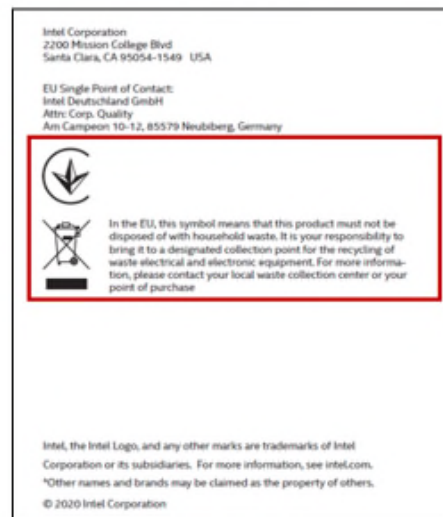 Intel Corporation
2200 Mission College Blvd
Santa Clara, CA 95054-1549 USA
EU Single Point of Contact:
Intel Deutschland GmbH
Attn: Corp. Quality
Am Campeon 10-12, 85579 Neubiberg, Germany
In the EU, this symbol means that this product must not be
disposed of with household waste. It is your responsibility to
bring it to a designated collection point for the recycling of
waste electrical and electronic equipment. For more informa-
tion, please contact your local waste collection center or your
point of purchase
Intel, the Intel Logo, and any other marks are trademarks of Intel
Corporation or its subsidiaries. For more information, see intel.com.
*Other names and brands may be claimed as the property of others.
© 2020 Intel Corporation